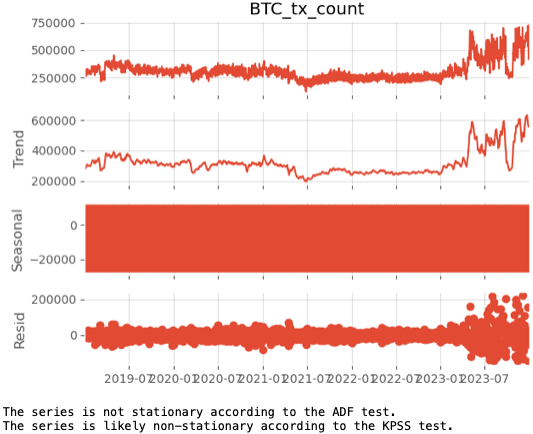 BTC_tx_count
750000
500000
250000
Trend
600000
400000
200000
Seasonal
0
−20000
Resid
200000
0
2019-07 2020-01 2020-07 2021-01 2021-07 2022-01 2022-07 2023-01 2023-07
The series is not stationary according to the ADF test.
The series is likely non-stationary according to the KPSS test.